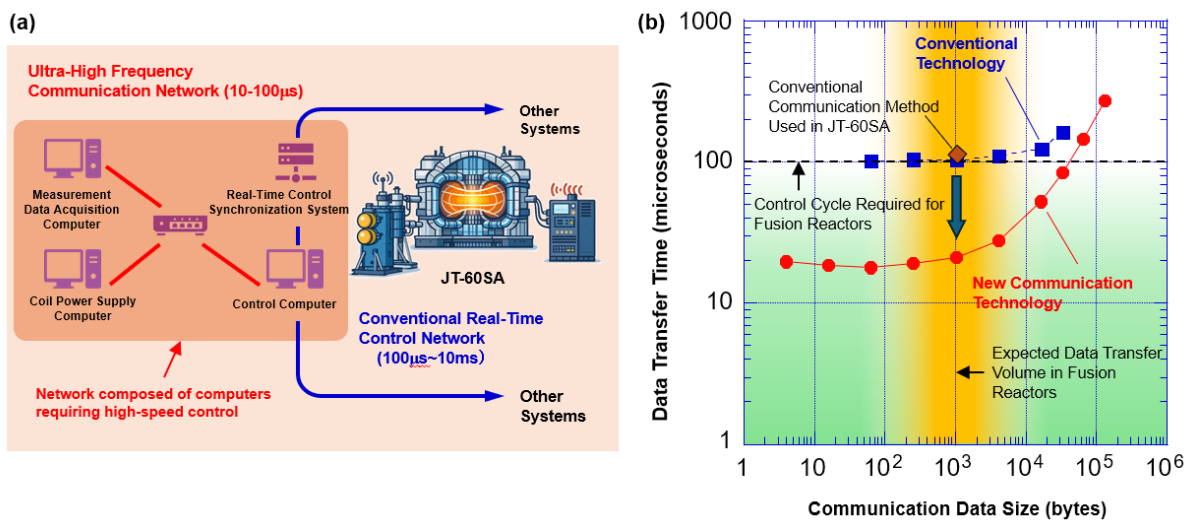 (a)
Ultra-High Frequency
Communication Network (10-100μs)
Measurement
Data Acquisition
Computer
Real-Time Control
Synchronization System
Coil Power Supply
Computer
Control Computer
Other
Systems
JT-60SA
Conventional Real-Time
Control Network
(100μs~10ms)
Network composed of computers
requiring high-speed control
Other
Systems
(b)
Data Transfer Time (microseconds)
1000
100
10
1
Conventional
Technology
Conventional
Communication Method
Used in JT-60SA
Control Cycle Required for
Fusion Reactors
New Communication
Technology
Expected Data Transfer
Volume in Fusion
Reactors
1 10 10² 10³ 10⁴ 10⁵ 10⁶
Communication Data Size (bytes)